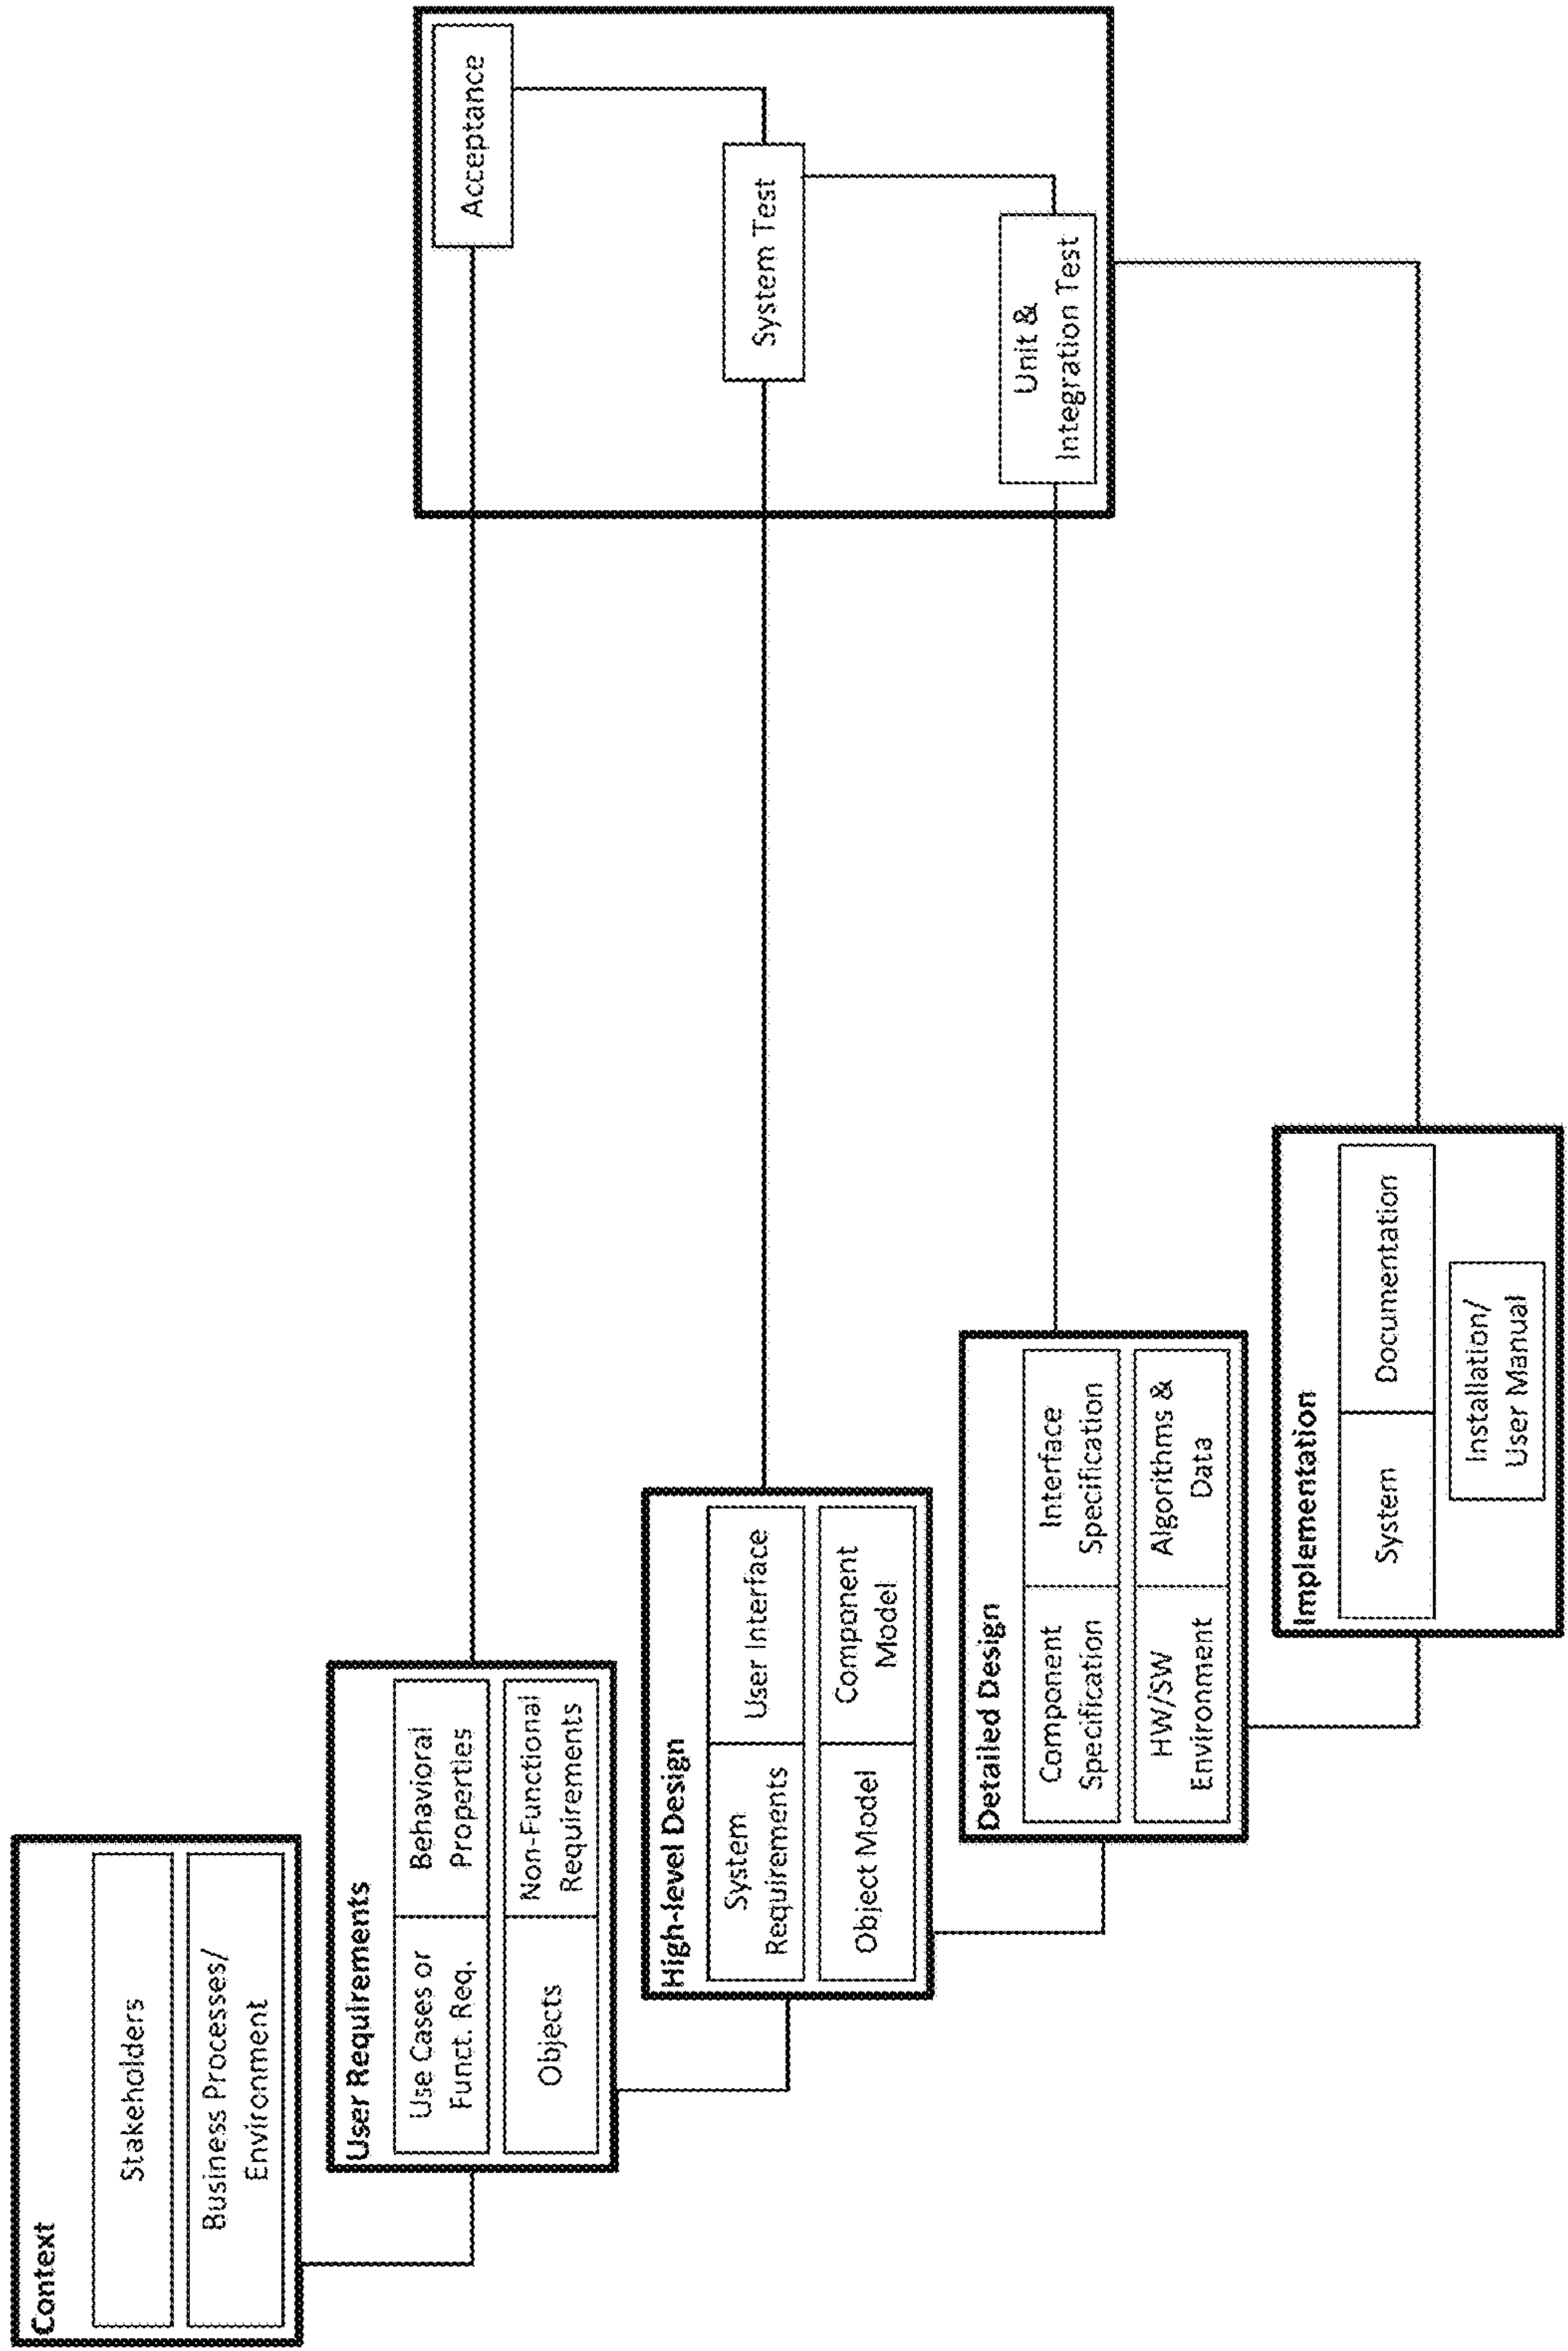 Context
Stakeholders
Business Processes/
Environment
User Requirements
Use Cases or
Funct. Req.
Behavioral
Properties
Objects
Non-Functional
Requirements
High-level Design
System
Requirements
User Interface
Object Model
Component
Model
Detailed Design
Component
Specification
Interface
Specification
HW/SW
Environment
Algorithms &
Data
Implementation
System
Documentation
Installation/
User Manual
Acceptance
System Test
Unit &
Integration Test